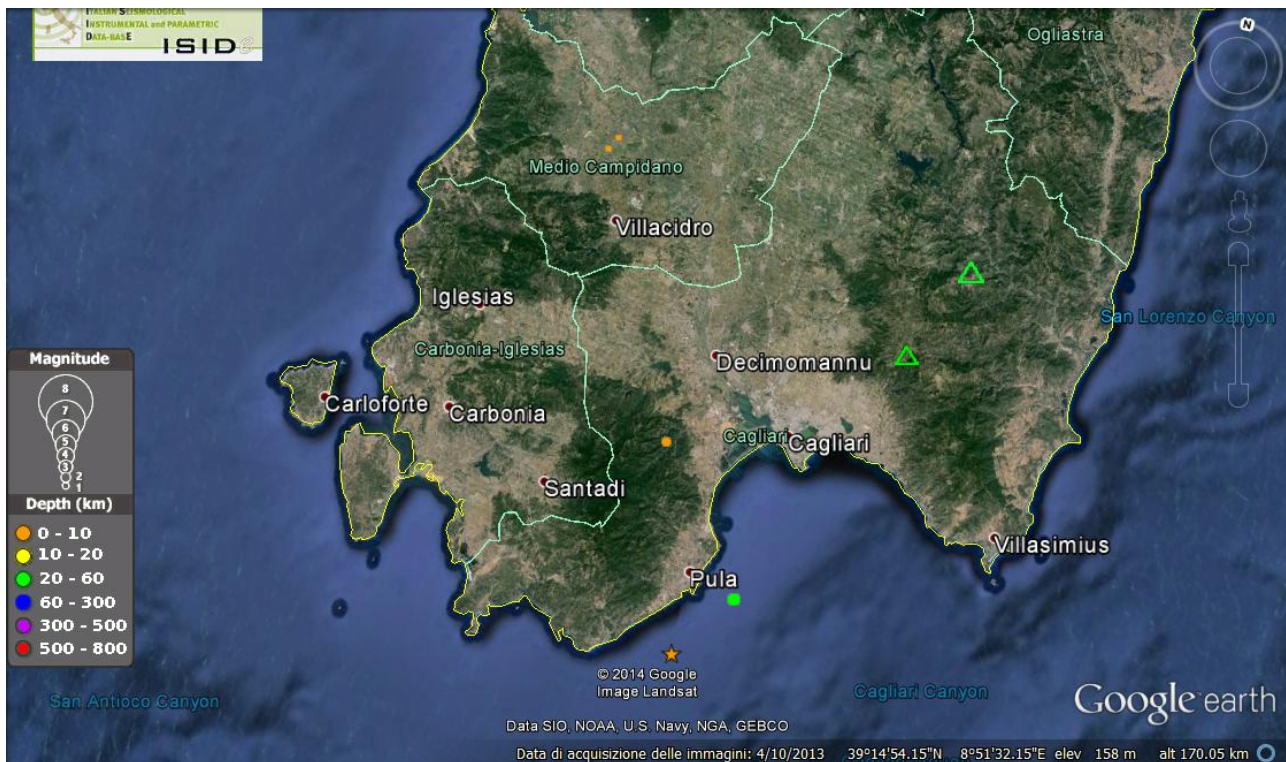 ITALIAN SEISMOLOGICAL
INSTRUMENTAL and PARAMETRIC
DATA-BASE
ISIDe
N
Ogliastra
Medio Campidano
Villacidro
Iglesias
San Lorenzo Canyon
Carbonia-Iglesias
Decimomannu
Magnitude
8
7
6
5
4
3
2
1
Carloforte
Carbonia
Cagliari
Cagliari
Santadi
Depth (km)
0 - 10
10 - 20
20 - 60
60 - 300
300 - 500
500 - 800
Villasimius
Pula
© 2014 Google
Image Landsat
San Antioco Canyon
Cagliari Canyon
Google earth
Data SIO, NOAA, U.S. Navy, NGA, GEBCO
Data di acquisizione delle immagini: 4/10/2013 39°14'54.15"N 8°51'32.15"E elev 158 m alt 170.05 km